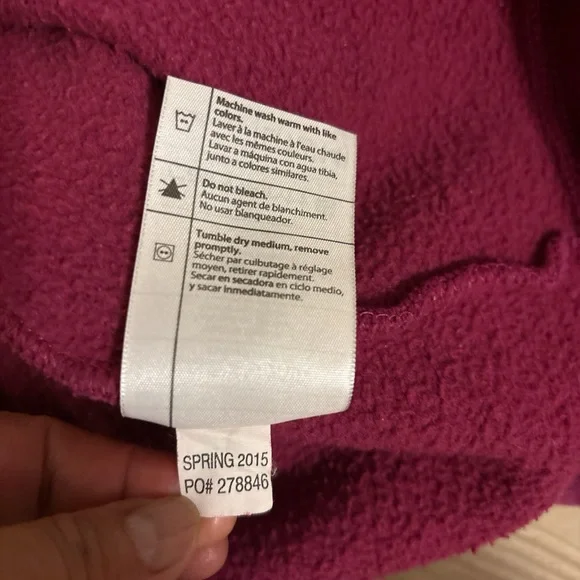 Machine wash warm with like
colors.
Laver à la machine à l'eau chaude
avec les mêmes couleurs.
Lavar a máquina con agua tibia,
junto a colores similares.
Do not bleach.
Aucun agent de blanchiment.
No usar blanqueador.
Tumble dry medium, remove
promptly.
Sécher par culbutage à réglage
moyen, retirer rapidement.
Secar en secadora en ciclo medio,
y sacar inmediatamente.
SPRING 2015
PO# 278846